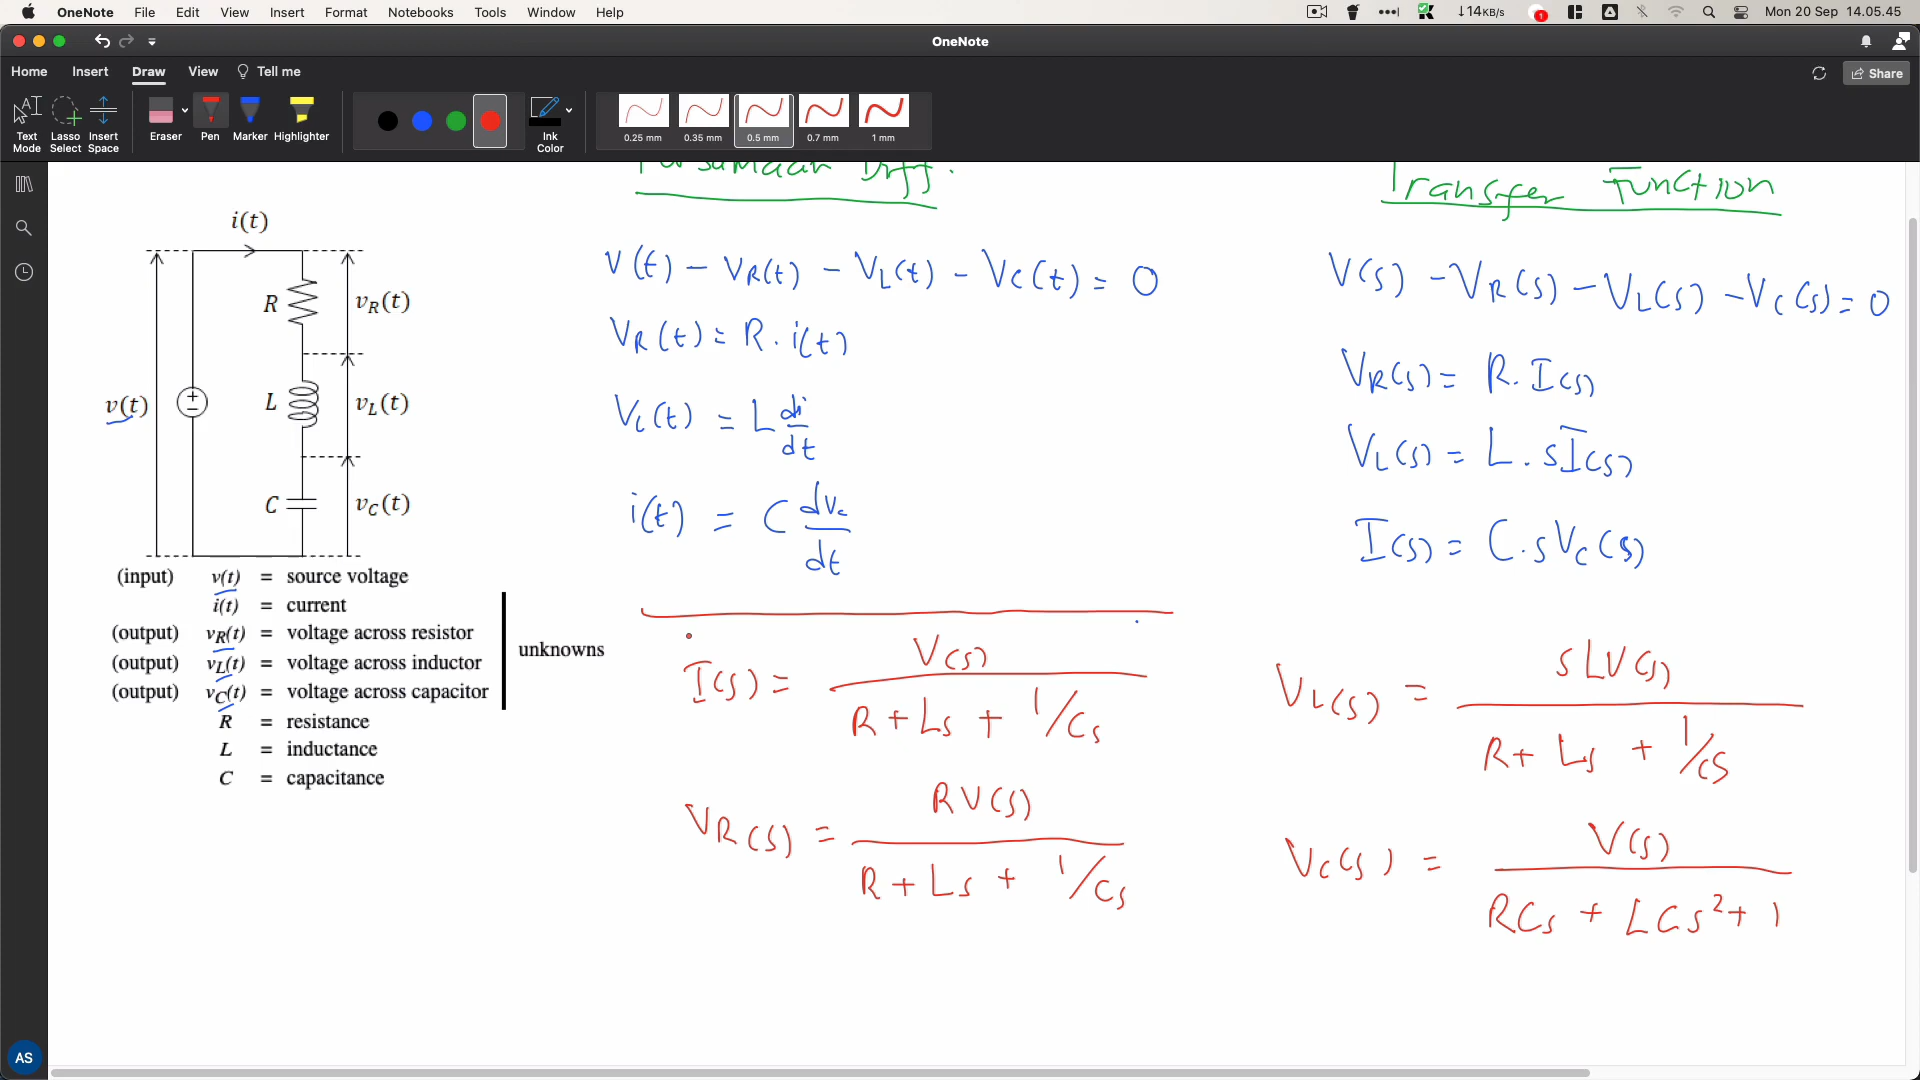 OneNote File Edit View Insert Format Notebooks Tools Window Help
↓14KB/s 1 Mon 20 Sep 14.05.45
OneNote
Home Insert Draw View Tell me
Share
Text Mode
Lasso Select
Insert Space
Eraser
Pen
Marker
Highlighter
Ink Color
0.25 mm 0.35 mm 0.5 mm 0.7 mm 1 mm
i(t)
R vR(t)
v(t) + − L vL(t)
C vC(t)
(input) v(t) = source voltage
i(t) = current
(output) vR(t) = voltage across resistor
(output) vL(t) = voltage across inductor
(output) vC(t) = voltage across capacitor
unknowns
R = resistance
L = inductance
C = capacitance
Persamaan Diff.
V(t) − VR(t) − VL(t) − VC(t) = 0
VR(t) = R . i(t)
VL(t) = L di/dt
i(t) = C dVc/dt
Transfer Function
V(s) − VR(s) − VL(s) − VC(s) = 0
VR(s) = R. I(s)
VL(s) = L . sI(s)
I(s) = C.sVC(s)
I(s) = V(s) / R + Ls + 1/Cs
VR(s) = RV(s) / R + Ls + 1/Cs
VL(s) = sLV(s) / R + Ls + 1/Cs
VC(s) = V(s) / RCs + LCs² + 1
AS